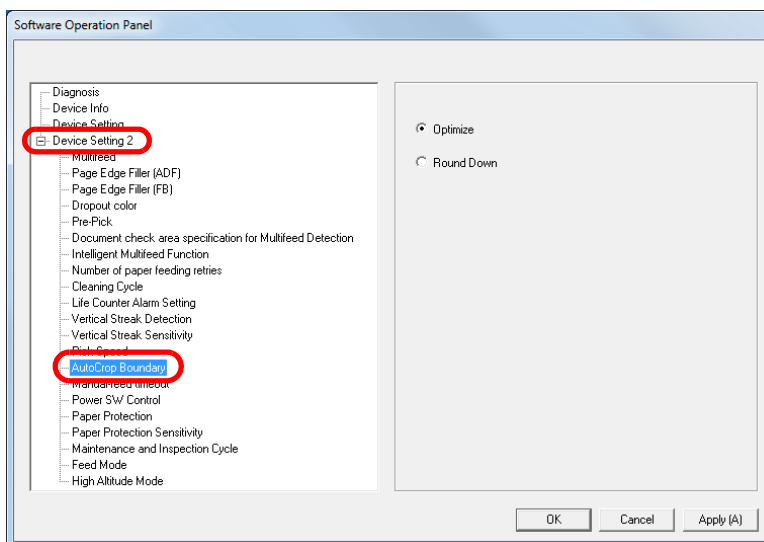 Software Operation Panel
Diagnosis
Device Info
Device Setting
Device Setting 2
Multifeed
Page Edge Filler (ADF)
Page Edge Filler (FB)
Dropout color
Pre-Pick
Document check area specification for Multifeed Detection
Intelligent Multifeed Function
Number of paper feeding retries
Cleaning Cycle
Life Counter Alarm Setting
Vertical Streak Detection
Vertical Streak Sensitivity
Pick Speed
AutoCrop Boundary
Manual-feed timeout
Power SW Control
Paper Protection
Paper Protection Sensitivity
Maintenance and Inspection Cycle
Feed Mode
High Altitude Mode
Optimize
Round Down
OK Cancel Apply (A)